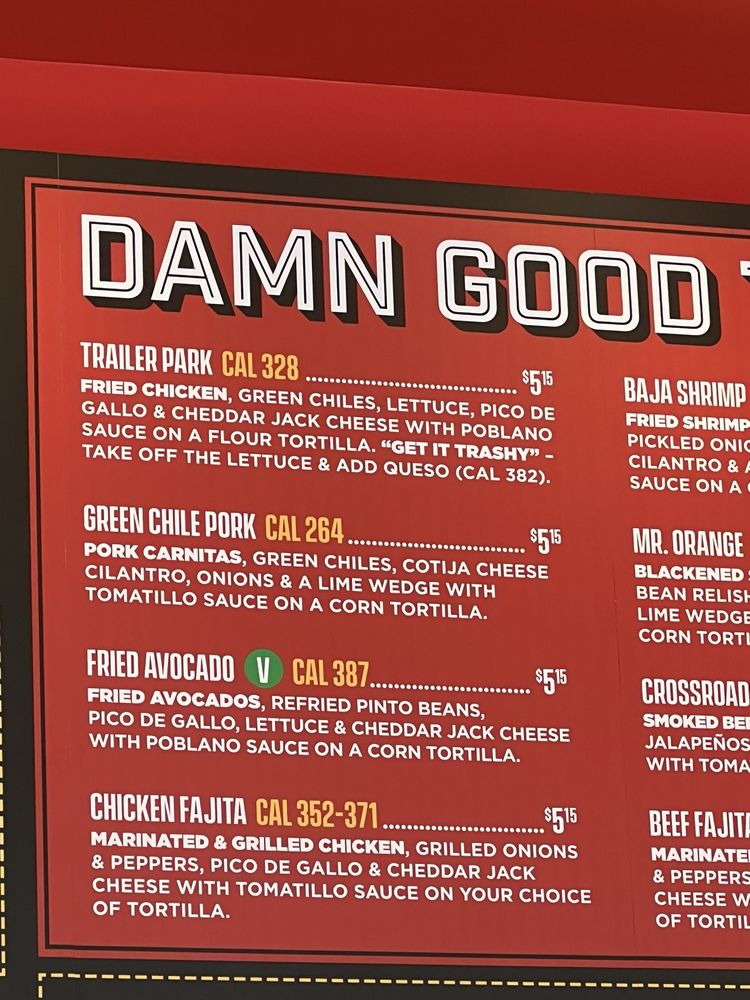 DAMN GOOD
TRAILER PARK CAL 328 $5¹⁵
FRIED CHICKEN, GREEN CHILES, LETTUCE, PICO DE
GALLO & CHEDDAR JACK CHEESE WITH POBLANO
SAUCE ON A FLOUR TORTILLA. “GET IT TRASHY” –
TAKE OFF THE LETTUCE & ADD QUESO (CAL 382).
GREEN CHILE PORK CAL 264 $5¹⁵
PORK CARNITAS, GREEN CHILES, COTIJA CHEESE
CILANTRO, ONIONS & A LIME WEDGE WITH
TOMATILLO SAUCE ON A CORN TORTILLA.
FRIED AVOCADO V CAL 387 $5¹⁵
FRIED AVOCADOS, REFRIED PINTO BEANS,
PICO DE GALLO, LETTUCE & CHEDDAR JACK CHEESE
WITH POBLANO SAUCE ON A CORN TORTILLA.
CHICKEN FAJITA CAL 352-371 $5¹⁵
MARINATED & GRILLED CHICKEN, GRILLED ONIONS
& PEPPERS, PICO DE GALLO & CHEDDAR JACK
CHEESE WITH TOMATILLO SAUCE ON YOUR CHOICE
OF TORTILLA.
BAJA SHRIMP
FRIED SHRIMP
PICKLED
CILANTRO &
SAUCE ON A
MR. ORANGE
BLACKENED
BEAN RELISH
LIME WEDGE
CORN
CROSSROAD
SMOKED
JALAPEÑOS
WITH
BEEF FAJITA
& PEPPERS
CHEESE
OF